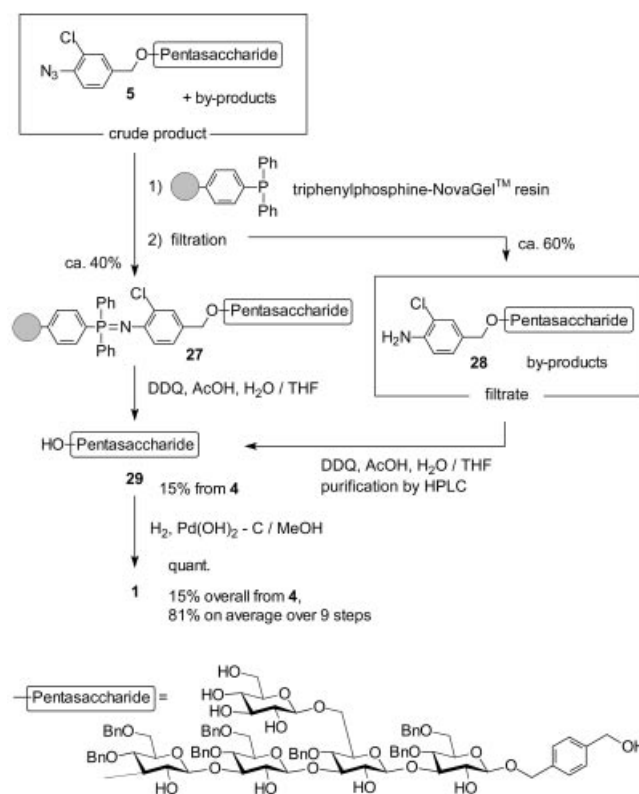 Cl
O-Pentasaccharide
N3
5
+ by-products
crude product
1)
Ph
P
Ph
triphenylphosphine-NovaGel™ resin
2) filtration
ca. 40%
ca. 60%
Ph
P=N
Ph
Cl
O-Pentasaccharide
27
Cl
O-Pentasaccharide
H2N
28
by-products
filtrate
DDQ, AcOH, H2O / THF
HO-Pentasaccharide
DDQ, AcOH, H2O / THF
purification by HPLC
29 15% from 4
H2, Pd(OH)2 - C / MeOH
quant.
1
15% overall from 4,
81% on average over 9 steps
-Pentasaccharide =
HO
HO
HO
O
HO
O
BnO
BnO
BnO
BnO
BnO
BnO
BnO
O
HO
O
O
HO
O
O
HO
O
O
HO
O
OH